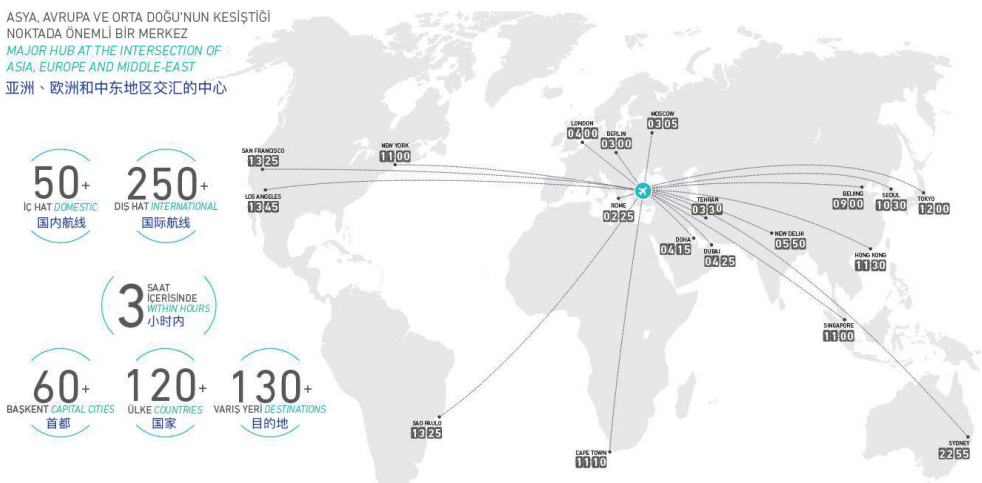 ASYA, AVRUPA VE ORTA DOĞU'NUN KESİŞTİĞİ
NOKTADA ÖNEMLİ BİR MERKEZ
MAJOR HUB AT THE INTERSECTION OF
ASIA, EUROPE AND MIDDLE-EAST
亚洲、欧洲和中东地区交汇的中心
50+
İÇ HAT DOMESTIC
国内航线
250+
DIŞ HAT INTERNATIONAL
国际航线
3
SAAT
İÇERİSİNDE
WITHIN HOURS
小时内
60+
BAŞKENT CAPITAL CITIES
首都
120+
ÜLKE COUNTRIES
国家
130+
VARIŞ YERİ DESTINATIONS
目的地
SAN FRANCISCO
13 25
LOS ANGELES
13 45
NEW YORK
11 00
LONDON
04 00
BERLIN
03 00
MOSCOW
03 05
ROME
02 25
TEHRAN
03 30
DOHA
04 15
DUBAI
04 25
NEW DELHI
05 50
BEIJING
09 00
SEOUL
10 30
TOKYO
12 00
HONG KONG
11 30
SINGAPORE
11 00
SAO PAULO
13 25
CAPE TOWN
11 10
SYDNEY
22 55